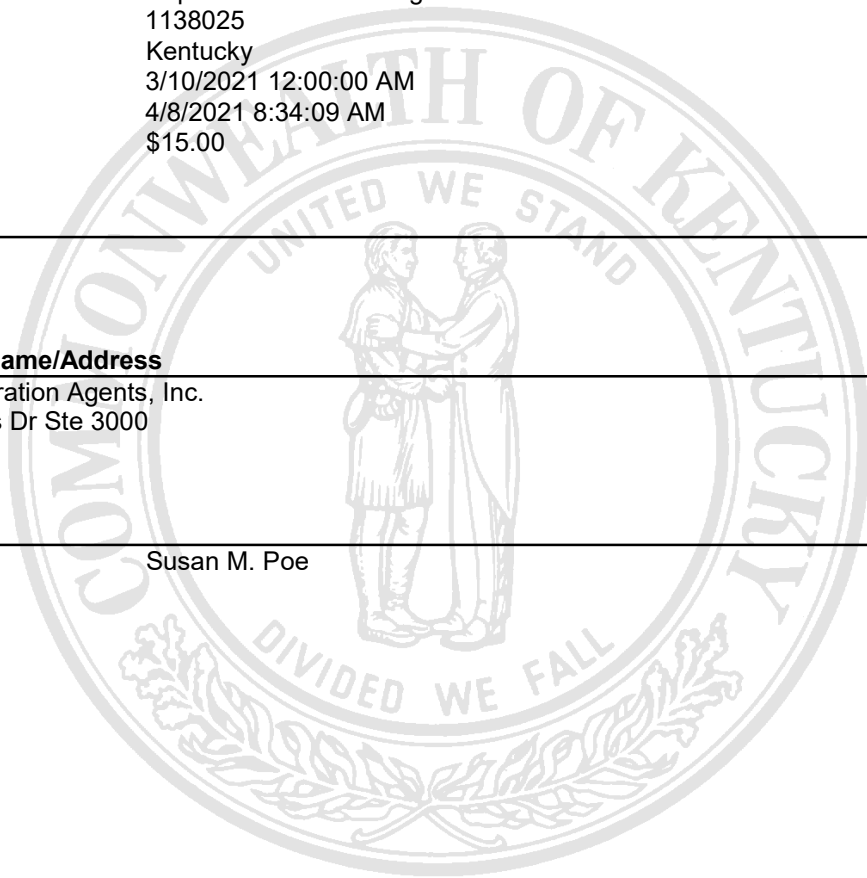 1138025
Kentucky
3/10/2021 12:00:00 AM
4/8/2021 8:34:09 AM
$15.00
COMMONWEALTH OF KENTUCKY
UNITED WE STAND
ame/Address
ration Agents, Inc.
s Dr Ste 3000
Susan M. Poe
DIVIDED WE FALL